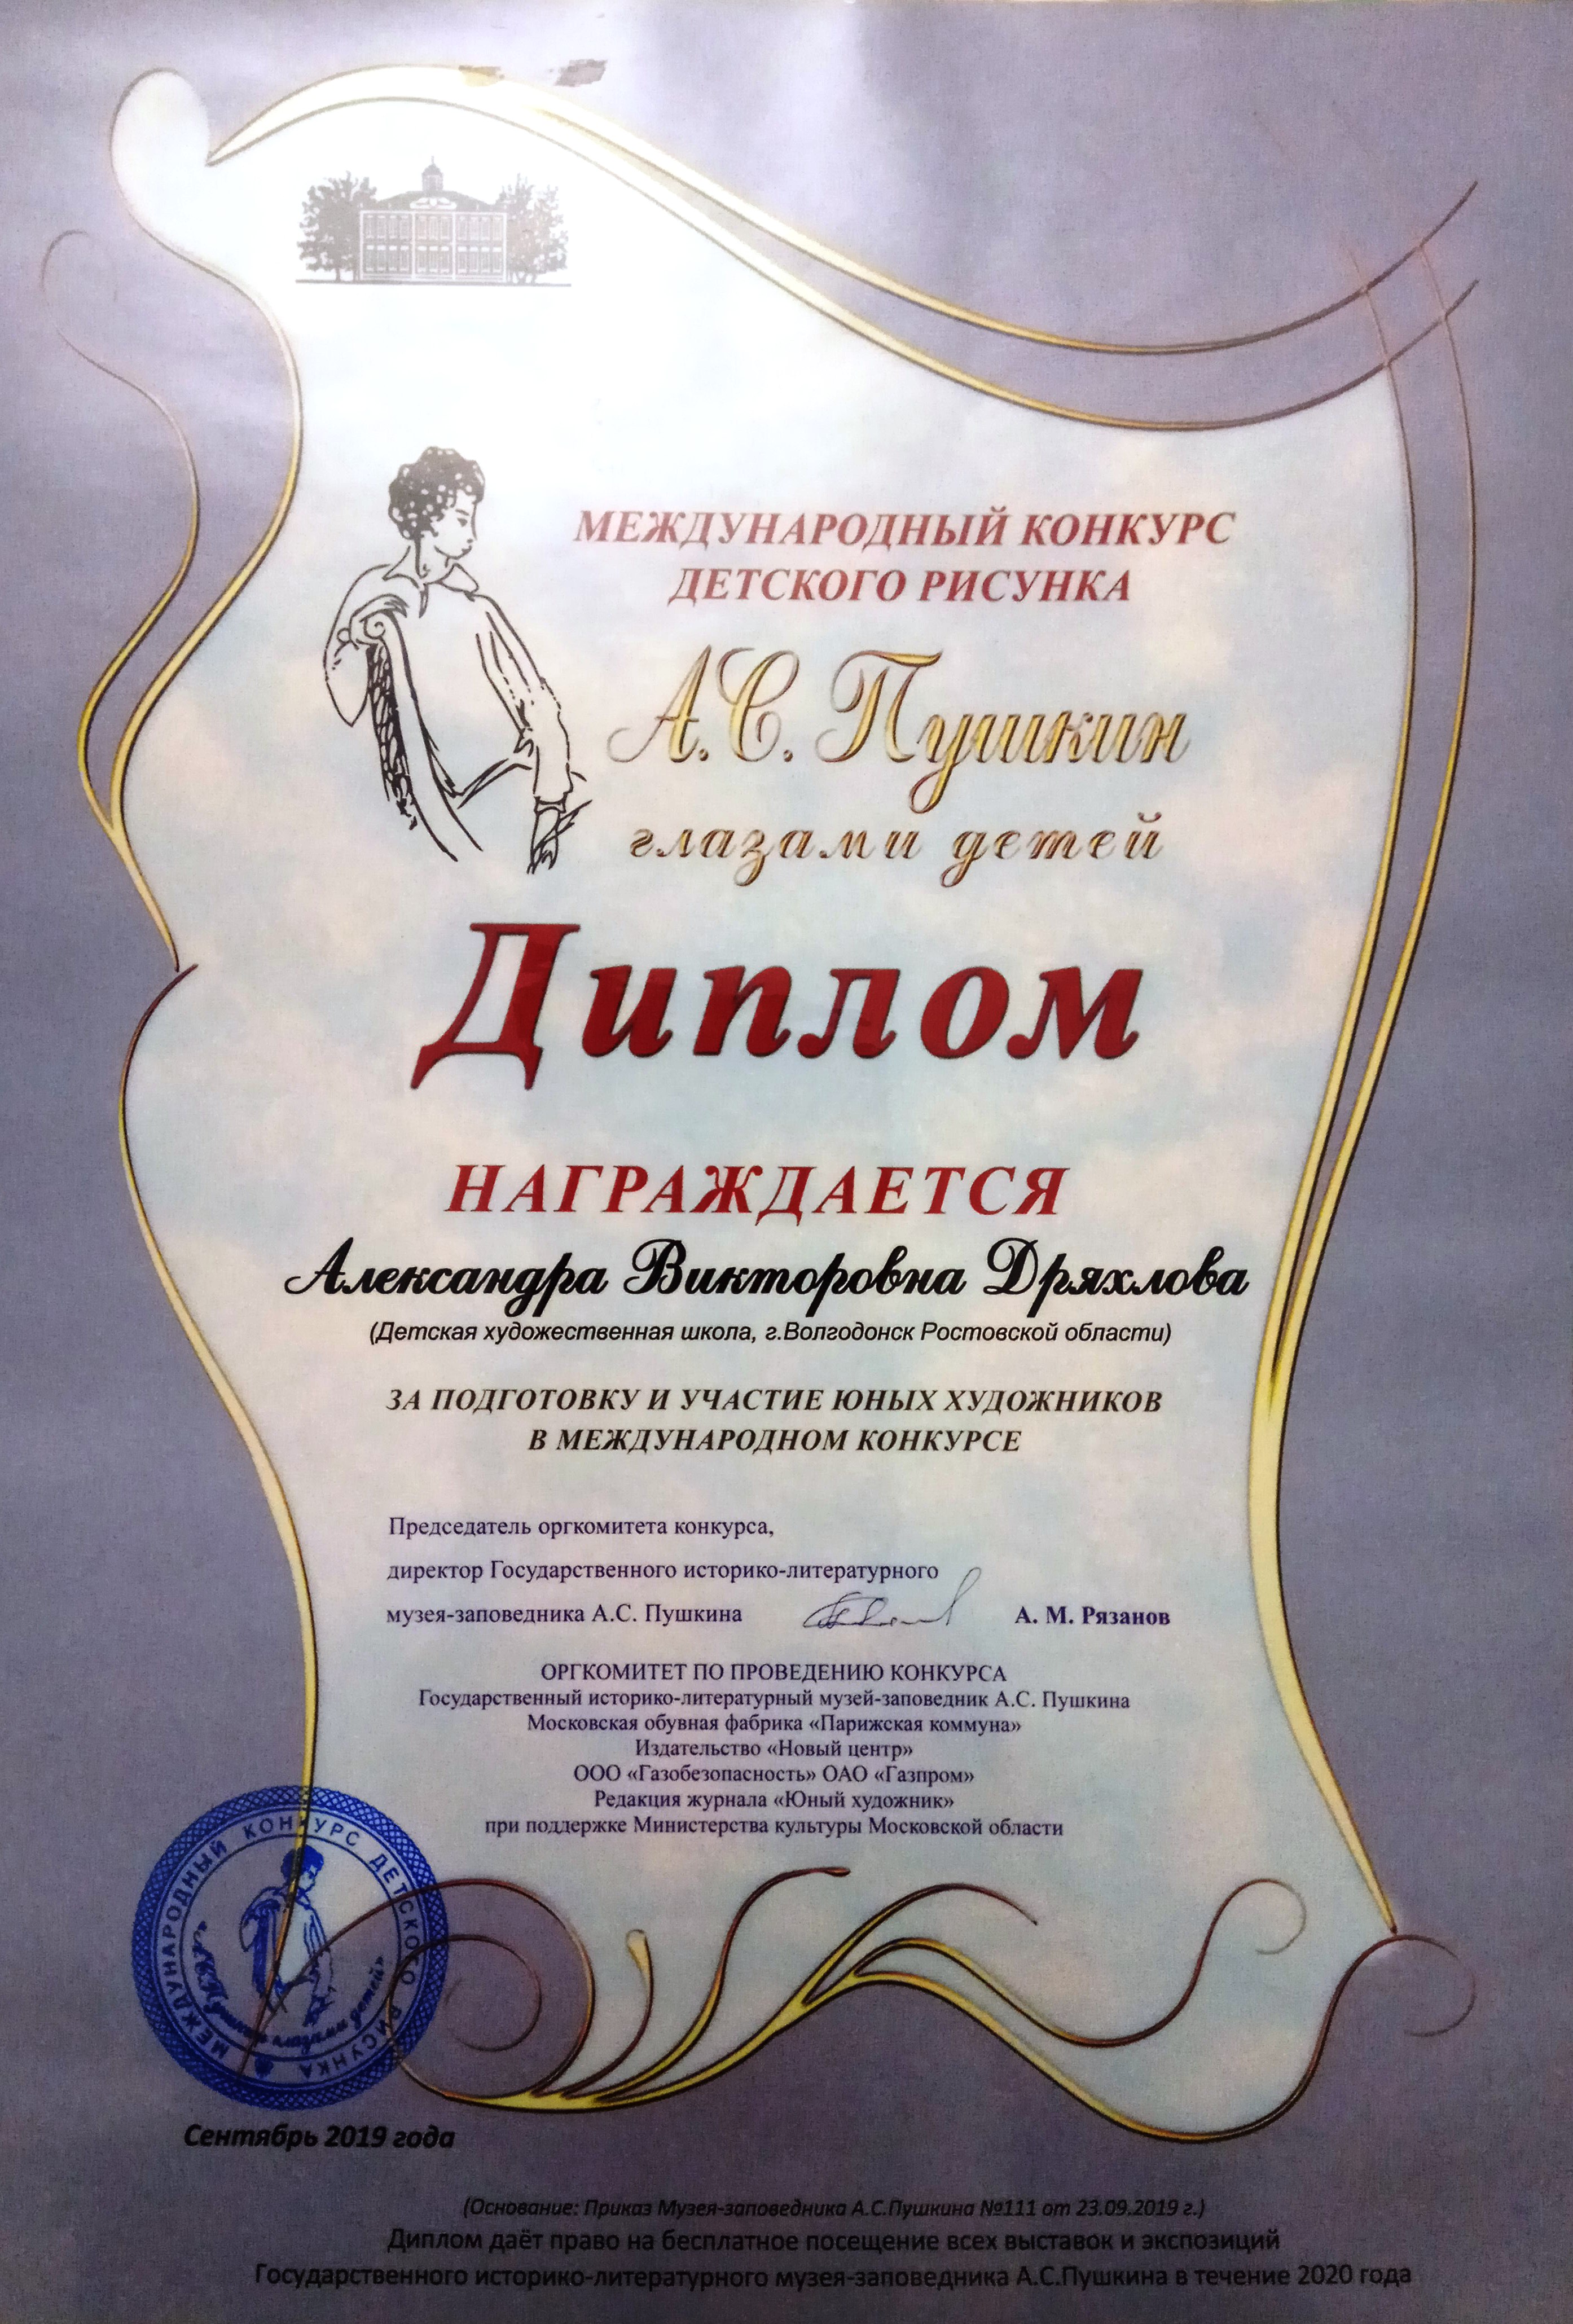 МЕЖДУНАРОДНЫЙ КОНКУРС
ДЕТСКОГО РИСУНКА
А.С. Пушкин
глазами детей
Диплом
НАГРАЖДАЕТСЯ
Александра Викторовна Дряхлова
(Детская художественная школа, г.Волгодонск Ростовской области)
ЗА ПОДГОТОВКУ И УЧАСТИЕ ЮНЫХ ХУДОЖНИКОВ
В МЕЖДУНАРОДНОМ КОНКУРСЕ
Председатель оргкомитета конкурса,
директор Государственного историко-литературного
музея-заповедника А.С. Пушкина А. М. Рязанов
ОРГКОМИТЕТ ПО ПРОВЕДЕНИЮ КОНКУРСА
Государственный историко-литературный музей-заповедник А.С. Пушкина
Московская обувная фабрика «Парижская коммуна»
Издательство «Новый центр»
ООО «Газобезопасность» ОАО «Газпром»
Редакция журнала «Юный художник»
при поддержке Министерства культуры Московской области
МЕЖДУНАРОДНЫЙ КОНКУРС ДЕТСКОГО РИСУНКА
глазами детей»
Сентябрь 2019 года
(Основание: Приказ Музея-заповедника А.С.Пушкина №111 от 23.09.2019 г.)
Диплом даёт право на бесплатное посещение всех выставок и экспозиций
Государственного историко-литературного музея-заповедника А.С.Пушкина в течение 2020 года